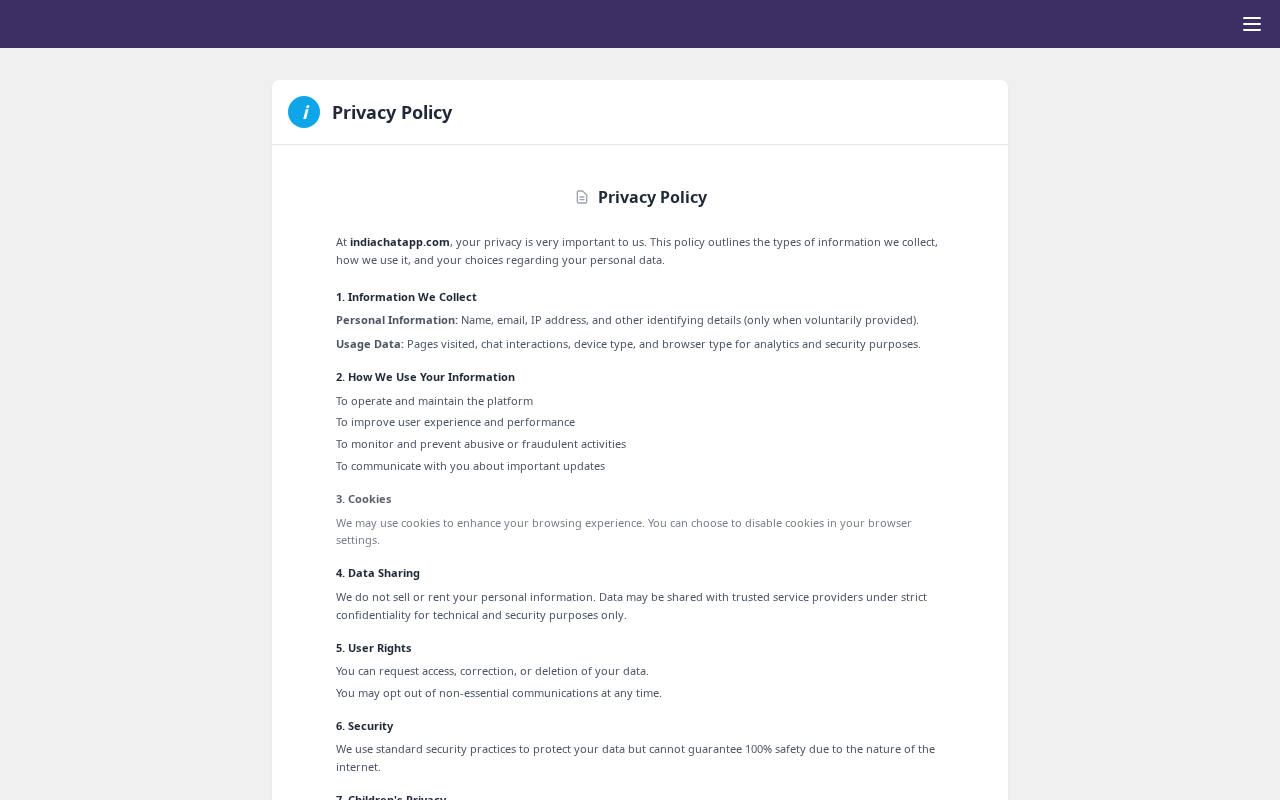 i Privacy Policy
Privacy Policy
At indiachatapp.com, your privacy is very important to us. This policy outlines the types of information we collect,
how we use it, and your choices regarding your personal data.
1. Information We Collect
Personal Information: Name, email, IP address, and other identifying details (only when voluntarily provided).
Usage Data: Pages visited, chat interactions, device type, and browser type for analytics and security purposes.
2. How We Use Your Information
To operate and maintain the platform
To improve user experience and performance
To monitor and prevent abusive or fraudulent activities
To communicate with you about important updates
3. Cookies
We may use cookies to enhance your browsing experience. You can choose to disable cookies in your browser
settings.
4. Data Sharing
We do not sell or rent your personal information. Data may be shared with trusted service providers under strict
confidentiality for technical and security purposes only.
5. User Rights
You can request access, correction, or deletion of your data.
You may opt out of non-essential communications at any time.
6. Security
We use standard security practices to protect your data but cannot guarantee 100% safety due to the nature of the
internet.
7. Children's Privacy